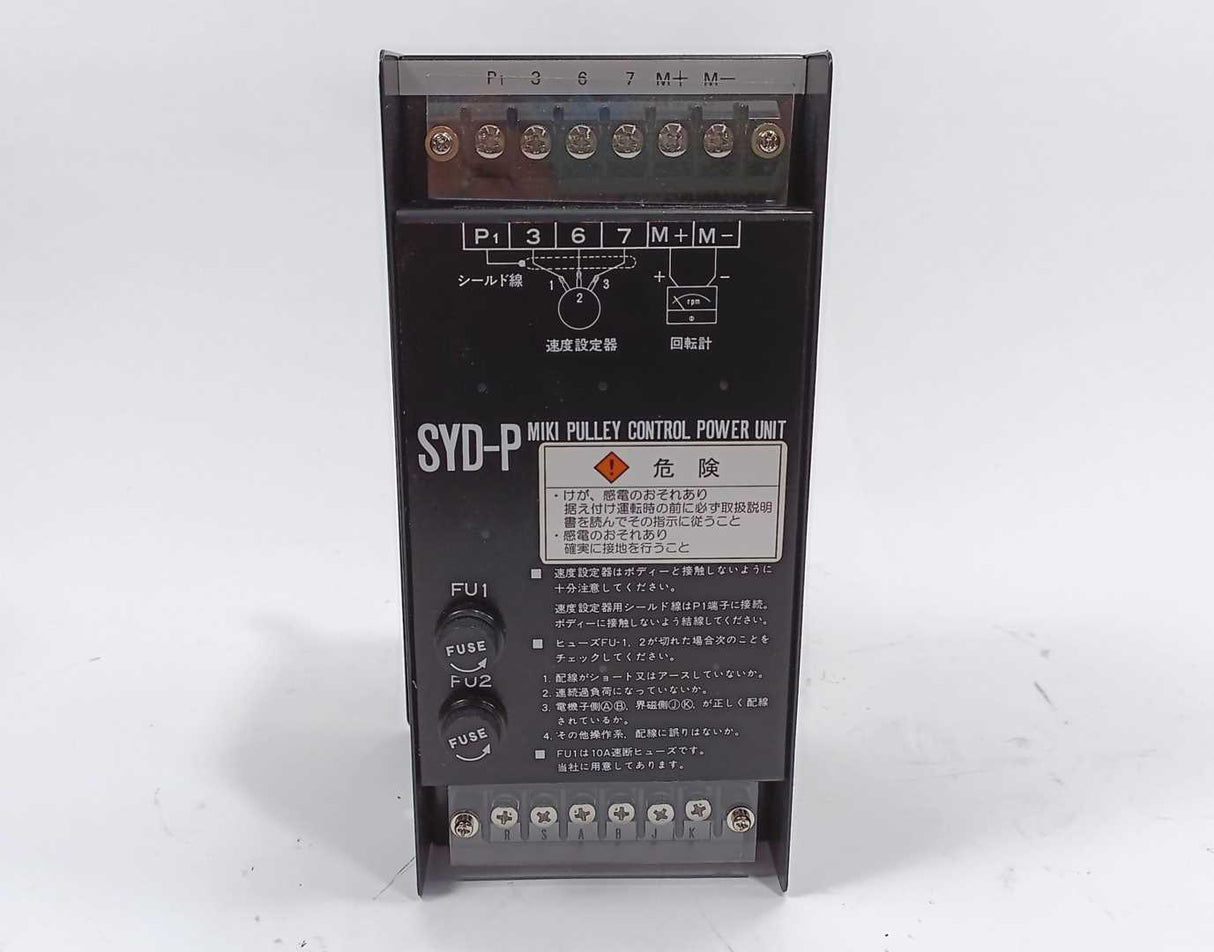 P1 3 6 7 M+ M-
P1 3 6 7 M+ M-
シールド線
1 2 3
+ -
rpm
速度設定器 回転計
SYD-P MIKI PULLEY CONTROL POWER UNIT
! 危険
・けが、感電のおそれあり
据え付け運転時の前に必ず取扱説明
書を読んでその指示に従うこと
・感電のおそれあり
確実に接地を行うこと
■ 速度設定器はボディーと接触しないように
十分注意してください。
速度設定器用シールド線はP1端子に接続。
ボディーに接触しないよう結線してください。
■ ヒューズFU-1、2が切れた場合次のことを
チェックしてください。
1. 配線がショート又はアースしていないか。
2. 連続過負荷になっていないか。
3. 電機子側ⒶⒷ、界磁側ⒿⓀ、が正しく配線
されているか。
4. その他操作系、配線に誤りはないか。
■ FU1は10A速断ヒューズです。
当社に用意してあります。
FU1
FUSE
FU2
FUSE
R S A B J K